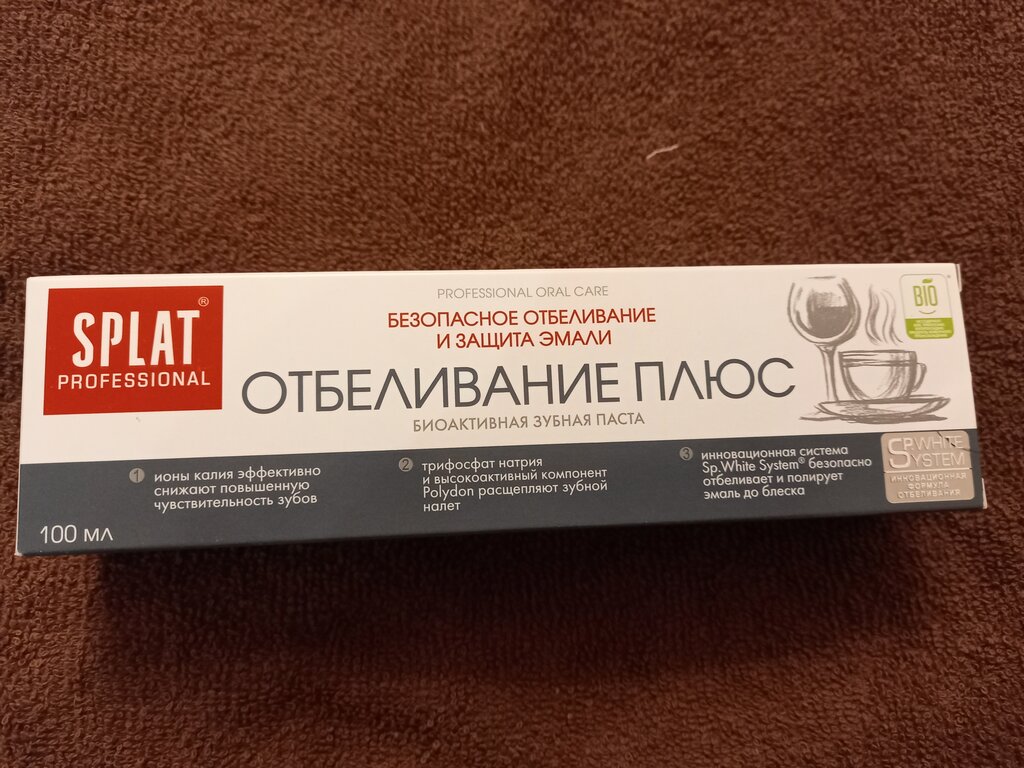 SPLAT®
PROFESSIONAL
PROFESSIONAL ORAL CARE
БЕЗОПАСНОЕ ОТБЕЛИВАНИЕ
И ЗАЩИТА ЭМАЛИ
ОТБЕЛИВАНИЕ ПЛЮС
БИОАКТИВНАЯ ЗУБНАЯ ПАСТА
BIO
1 ионы калия эффективно
снижают повышенную
чувствительность зубов
2 трифосфат натрия
и высокоактивный компонент
Polydon расщепляют зубной
налет
3 инновационная система
Sp.White System® безопасно
отбеливает и полирует
эмаль до блеска
SP.WHITE
SYSTEM
ИННОВАЦИОННАЯ
ФОРМУЛА
ОТБЕЛИВАНИЯ
100 МЛ